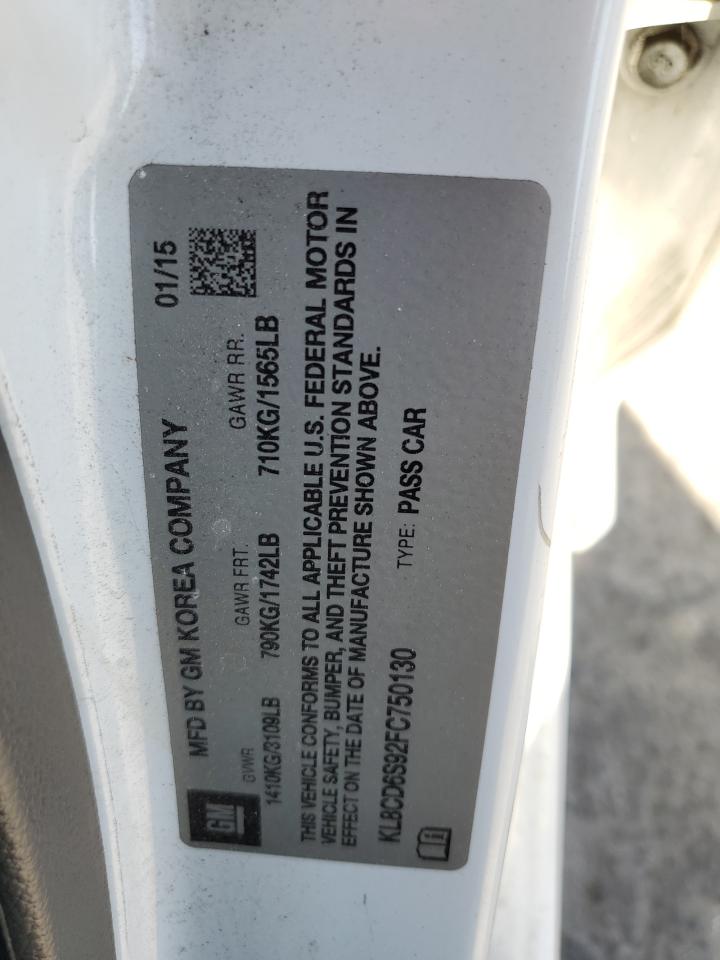 GM
MFD BY GM KOREA COMPANY 01/15
GVWR GAWR FRT. GAWR RR.
1410KG/3109LB 790KG/1742LB 710KG/1565LB
THIS VEHICLE CONFORMS TO ALL APPLICABLE U.S. FEDERAL MOTOR
VEHICLE SAFETY, BUMPER, AND THEFT PREVENTION STANDARDS IN
EFFECT ON THE DATE OF MANUFACTURE SHOWN ABOVE.
KL8CD6S92FC750130 TYPE: PASS CAR